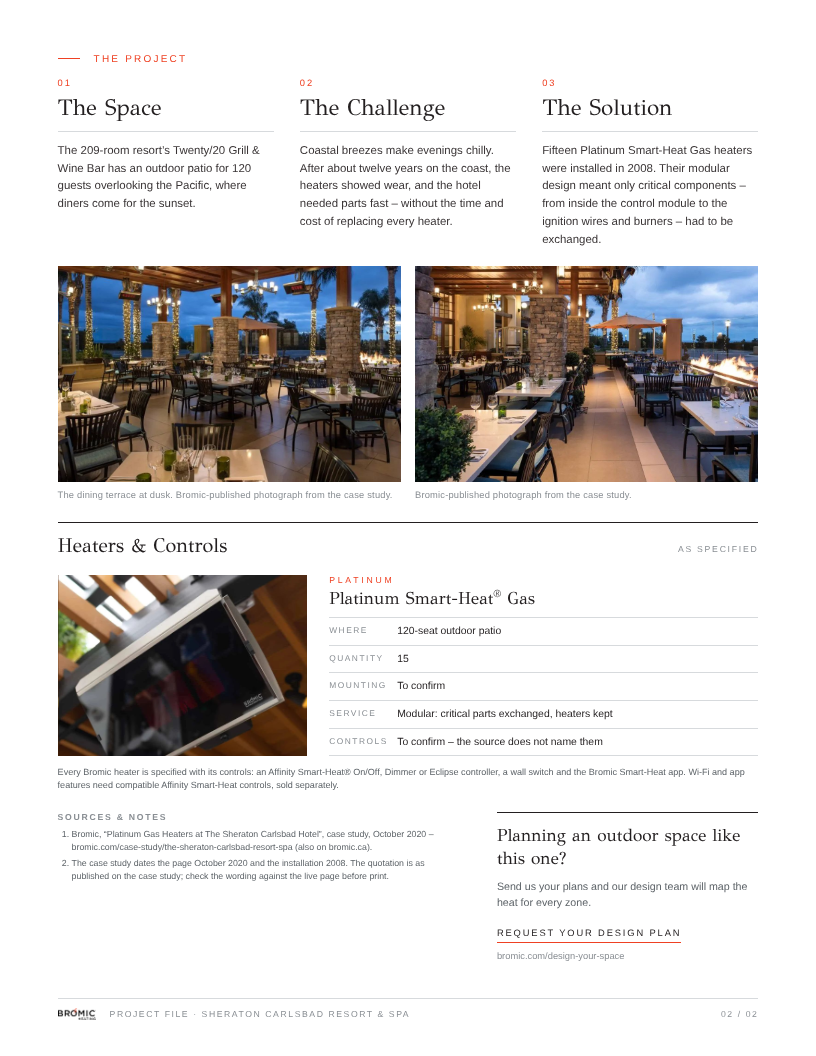 THE PROJECT
01
The Space
The 209-room resort's Twenty/20 Grill &
Wine Bar has an outdoor patio for 120
guests overlooking the Pacific, where
diners come for the sunset.
02
The Challenge
Coastal breezes make evenings chilly.
After about twelve years on the coast, the
heaters showed wear, and the hotel
needed parts fast – without the time and
cost of replacing every heater.
03
The Solution
Fifteen Platinum Smart-Heat Gas heaters
were installed in 2008. Their modular
design meant only critical components –
from inside the control module to the
ignition wires and burners – had to be
exchanged.
The dining terrace at dusk. Bromic-published photograph from the case study.
Bromic-published photograph from the case study.
Heaters & Controls
AS SPECIFIED
BROMIC
PLATINUM
Platinum Smart-Heat® Gas
WHERE 120-seat outdoor patio
QUANTITY 15
MOUNTING To confirm
SERVICE Modular: critical parts exchanged, heaters kept
CONTROLS To confirm – the source does not name them
Every Bromic heater is specified with its controls: an Affinity Smart-Heat® On/Off, Dimmer or Eclipse controller, a wall switch and the Bromic Smart-Heat app. Wi-Fi and app
features need compatible Affinity Smart-Heat controls, sold separately.
SOURCES & NOTES
1. Bromic, “Platinum Gas Heaters at The Sheraton Carlsbad Hotel”, case study, October 2020 –
bromic.com/case-study/the-sheraton-carlsbad-resort-spa (also on bromic.ca).
2. The case study dates the page October 2020 and the installation 2008. The quotation is as
published on the case study; check the wording against the live page before print.
Planning an outdoor space like
this one?
Send us your plans and our design team will map the
heat for every zone.
REQUEST YOUR DESIGN PLAN
bromic.com/design-your-space
BROMIC
HEATING
PROJECT FILE · SHERATON CARLSBAD RESORT & SPA
02 / 02